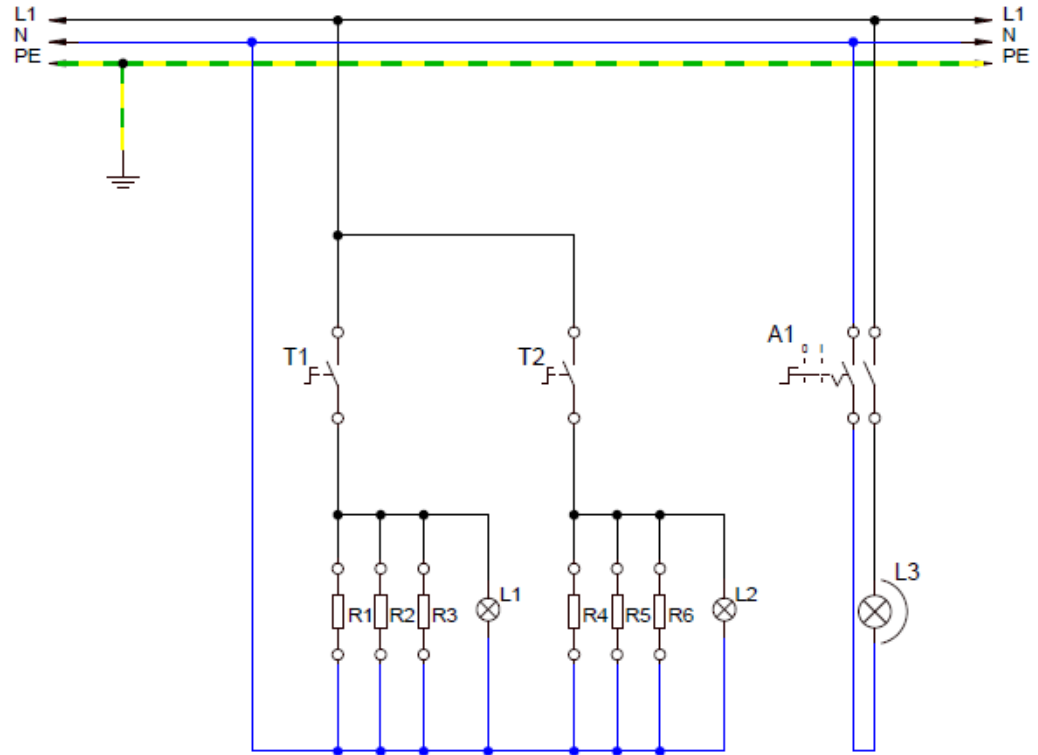 L1 L1
N N
PE PE
T1 T2 A1
0 I
L3
R1 R2 R3 L1 R4 R5 R6 L2